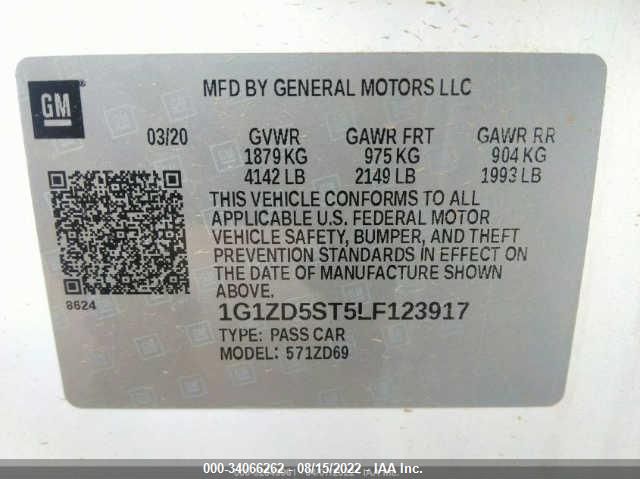 GM
MFD BY GENERAL MOTORS LLC
03/20 GVWR GAWR FRT GAWR RR
1879 KG 975 KG 904 KG
4142 LB 2149 LB 1993 LB
THIS VEHICLE CONFORMS TO ALL
APPLICABLE U.S. FEDERAL MOTOR
VEHICLE SAFETY, BUMPER, AND THEFT
PREVENTION STANDARDS IN EFFECT ON
THE DATE OF MANUFACTURE SHOWN
ABOVE.
8624
1G1ZD5ST5LF123917
TYPE: PASS CAR
MODEL: 571ZD69
000-34066262 - 08/15/2022 - IAA Inc.